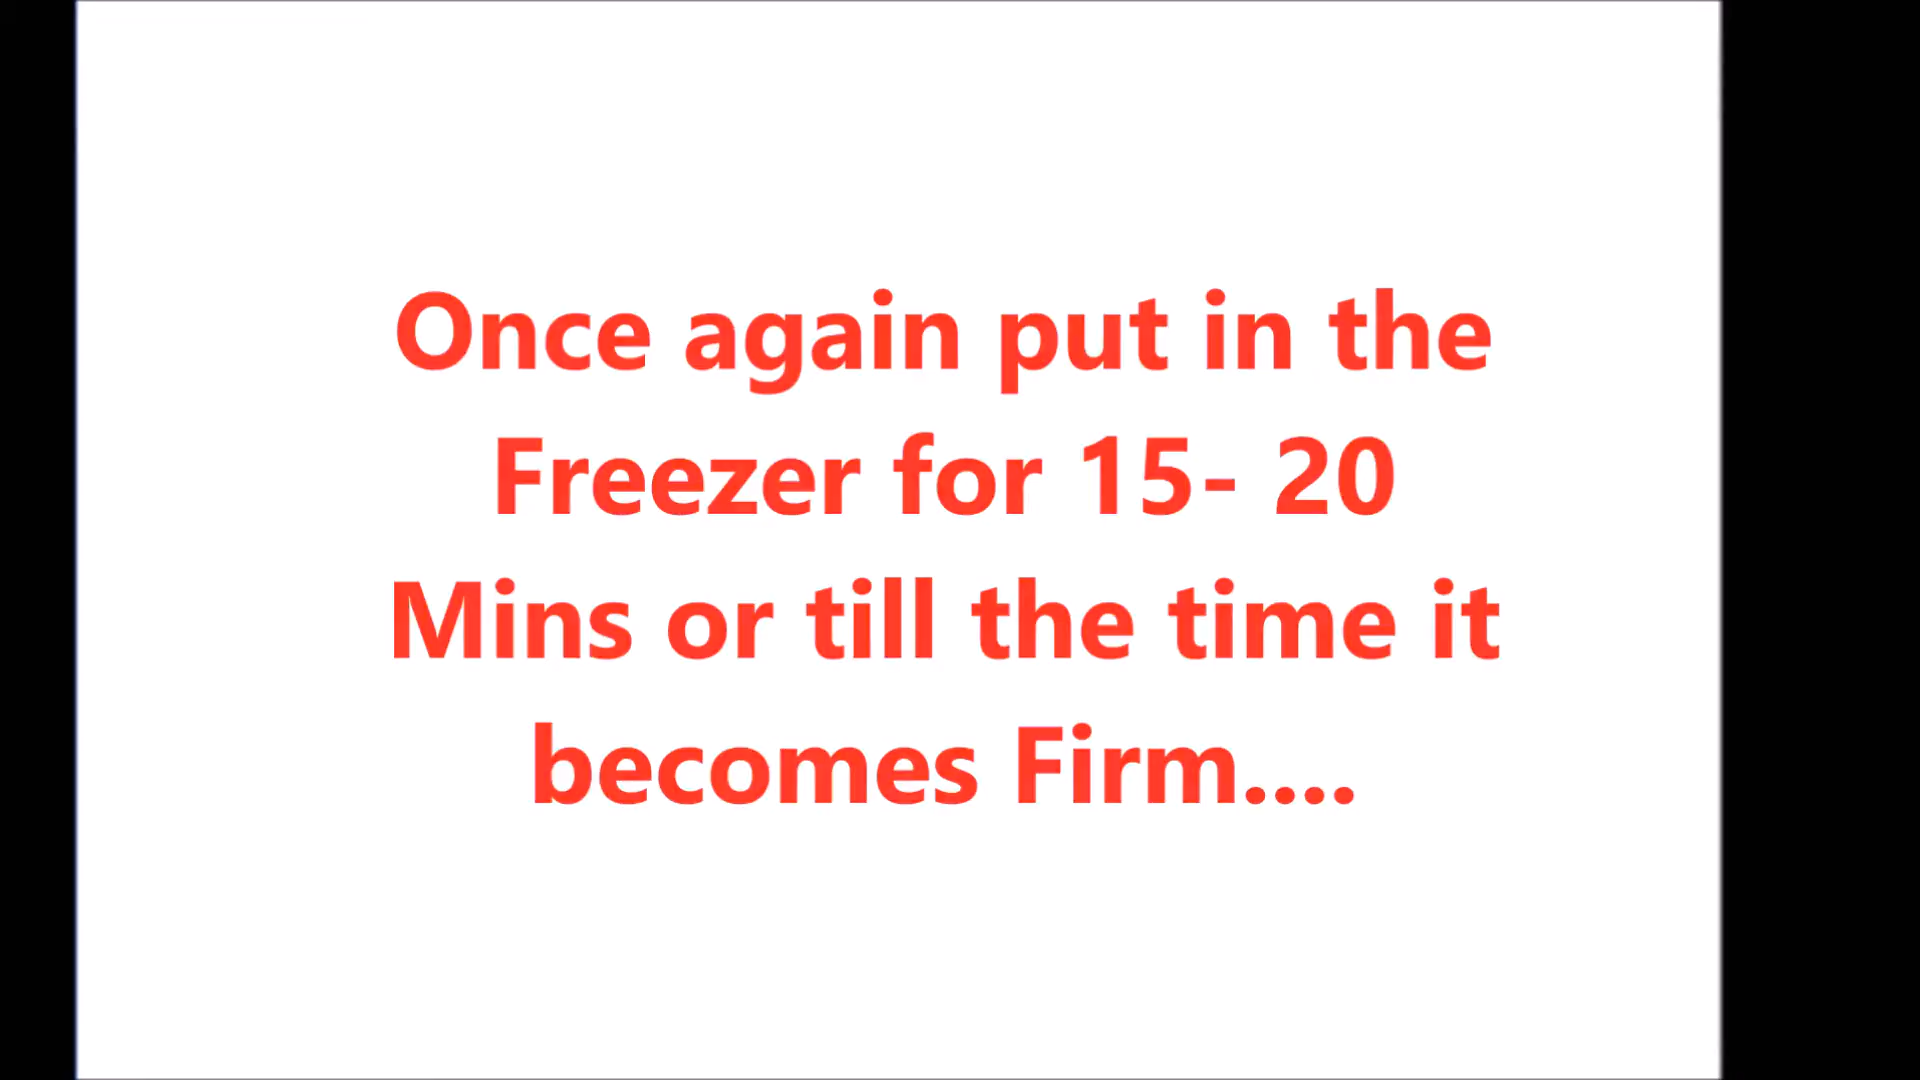 Once again put in the
Freezer for 15- 20
Mins or till the time it
becomes Firm....